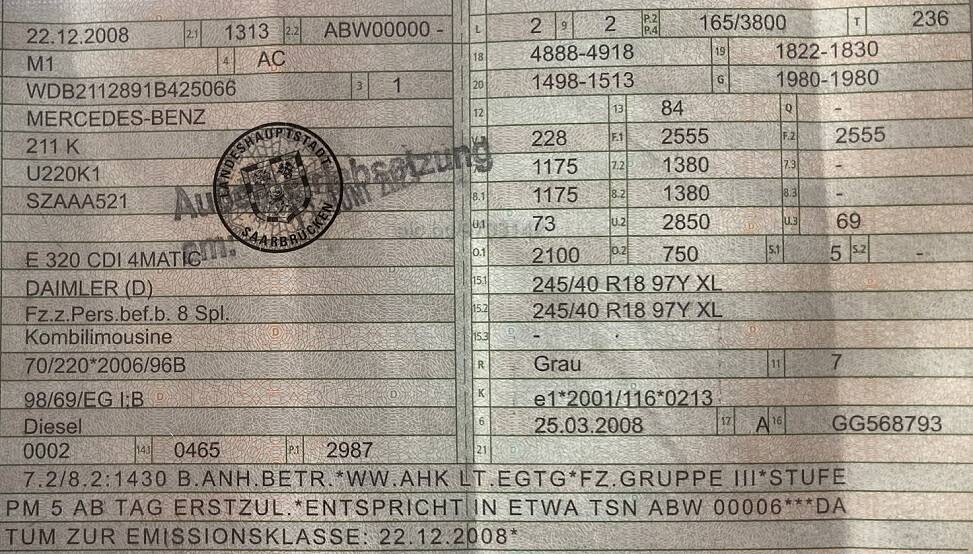 22.12.2008 2.1 1313 2.2 ABW00000 -
M1 4 AC
WDB2112891B425066 3 1
MERCEDES-BENZ
211 K
U220K1
SZAAA521
E 320 CDI 4MATIC
DAIMLER (D)
Fz.z.Pers.bef.b. 8 Spl.
Kombilimousine
70/220*2006/96B
98/69/EG I;B
Diesel
0002 14.1 0465 P.1 2987
LANDESHAUPTSTADT
SAARBRÜCKEN
L 2 9 2 P.2 P.4 165/3800 T 236
18 4888-4918 19 1822-1830
20 1498-1513 G 1980-1980
12 13 84 Q -
228 F.1 2555 F.2 2555
1175 7.2 1380 7.3 -
8.1 1175 8.2 1380 8.3 -
U.1 73 U.2 2850 U.3 69
O.1 2100 O.2 750 S.1 5 S.2 -
15.1 245/40 R18 97Y XL
15.2 245/40 R18 97Y XL
15.3 -
R Grau 11 7
K e1*2001/116*0213
6 25.03.2008 17 A 16 GG568793
21
7.2/8.2:1430 B.ANH.BETR.*WW.AHK LT.EGTG*FZ.GRUPPE III*STUFE
PM 5 AB TAG ERSTZUL.*ENTSPRICHT IN ETWA TSN ABW 00006***DA
TUM ZUR EMISSIONSKLASSE: 22.12.2008*